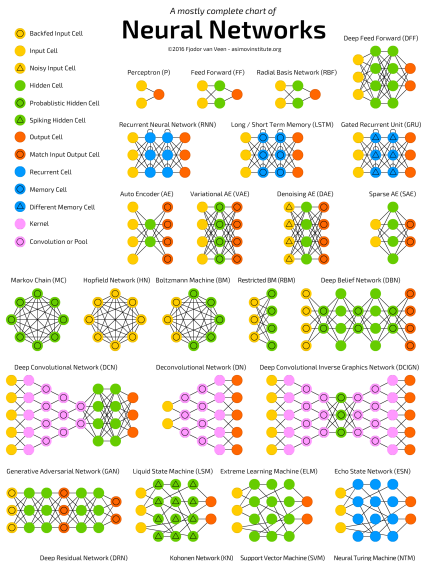 A mostly complete chart of
Neural Networks
©2016 Fjodor van Veen - asimovinstitute.org
Backfed Input Cell
Input Cell
Noisy Input Cell
Hidden Cell
Probablistic Hidden Cell
Spiking Hidden Cell
Output Cell
Match Input Output Cell
Recurrent Cell
Memory Cell
Different Memory Cell
Kernel
Convolution or Pool
Deep Feed Forward (DFF)
Perceptron (P)
Feed Forward (FF)
Radial Basis Network (RBF)
Recurrent Neural Network (RNN)
Long / Short Term Memory (LSTM)
Gated Recurrent Unit (GRU)
Auto Encoder (AE)
Variational AE (VAE)
Denoising AE (DAE)
Sparse AE (SAE)
Markov Chain (MC)
Hopfield Network (HN)
Boltzmann Machine (BM)
Restricted BM (RBM)
Deep Belief Network (DBN)
Deep Convolutional Network (DCN)
Deconvolutional Network (DN)
Deep Convolutional Inverse Graphics Network (DCIGN)
Generative Adversarial Network (GAN)
Liquid State Machine (LSM)
Extreme Learning Machine (ELM)
Echo State Network (ESN)
Deep Residual Network (DRN)
Kohonen Network (KN)
Support Vector Machine (SVM)
Neural Turing Machine (NTM)